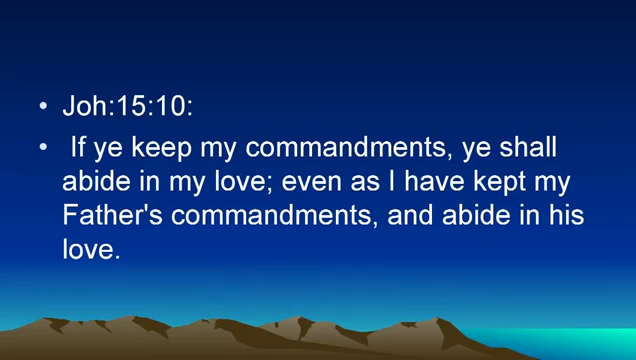 • Joh:15:10:
• If ye keep my commandments, ye shall
abide in my love; even as I have kept my
Father's commandments, and abide in his
love.